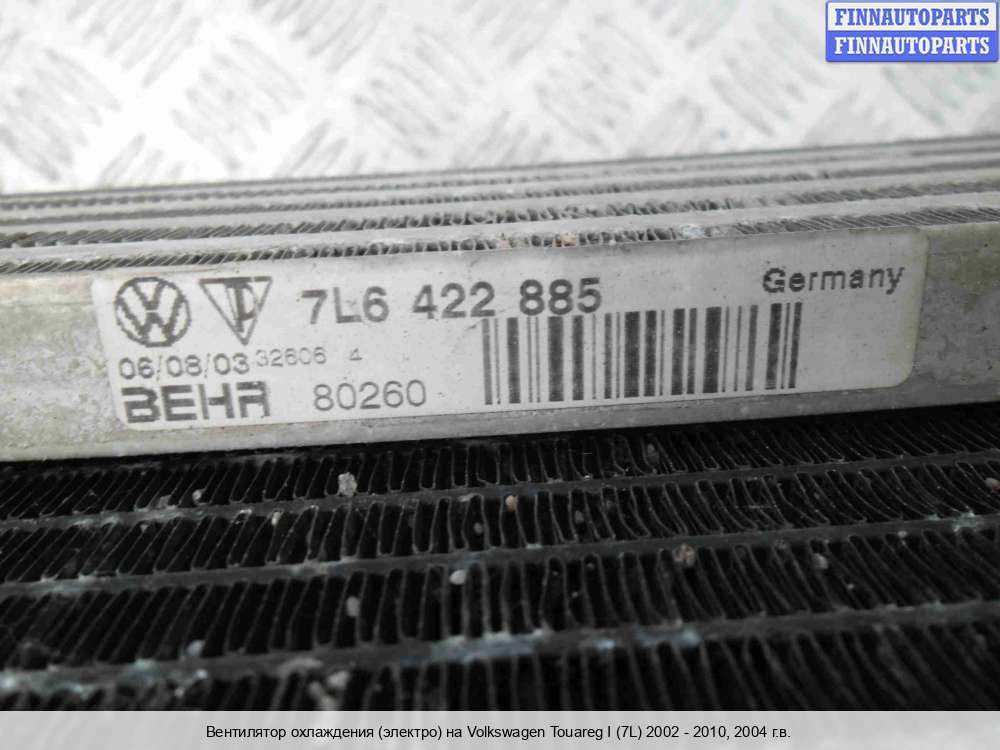 FINNAUTOPARTS
FINNAUTOPARTS
7L6 422 885 Germany
06/08/03 32606 4
BEHR 80260
Вентилятор охлаждения (электро) на Volkswagen Touareg I (7L) 2002 - 2010, 2004 г.в.